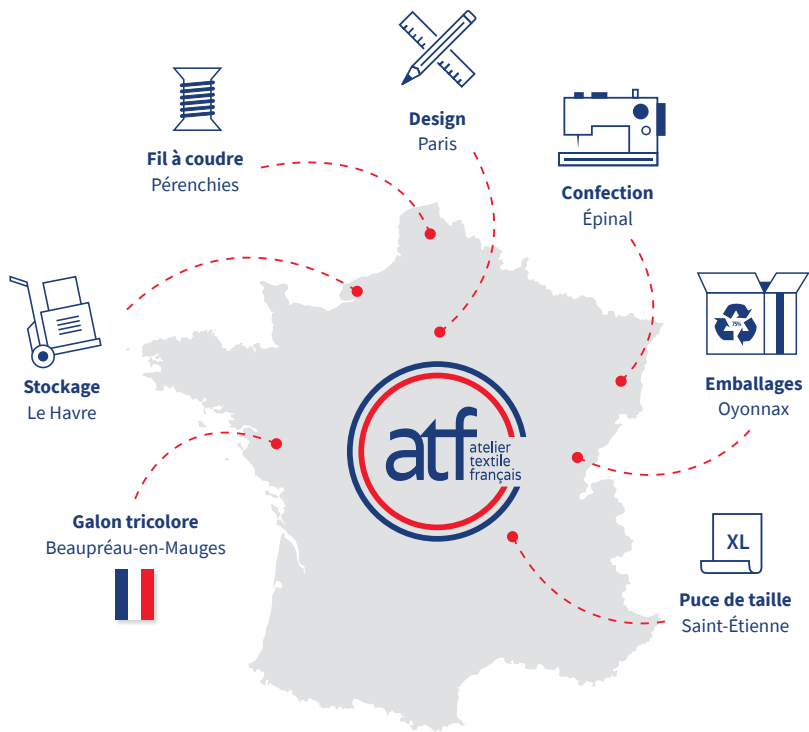 Design
Paris
Fil à coudre
Pérenchies
Confection
Épinal
75%
Stockage
Le Havre
Emballages
Oyonnax
atf
atelier
textile
français
Galon tricolore
Beaupréau-en-Mauges
XL
Puce de taille
Saint-Étienne